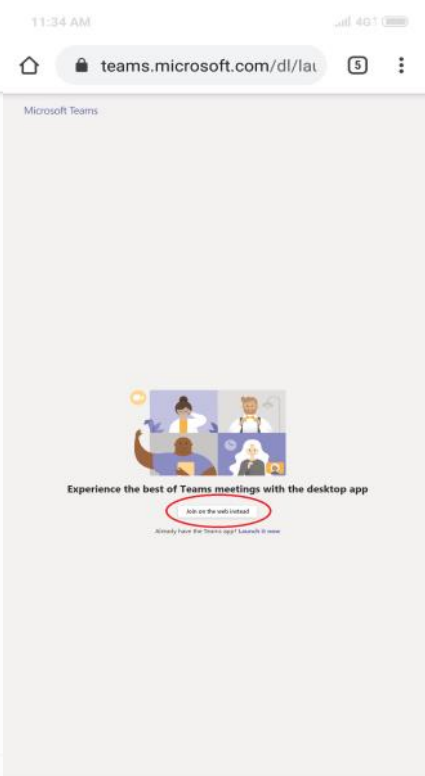 11:34 AM
4G
teams.microsoft.com/dl/lau
5
Microsoft Teams
Experience the best of Teams meetings with the desktop app
Join on the web instead
Already have the Teams app? Launch it now